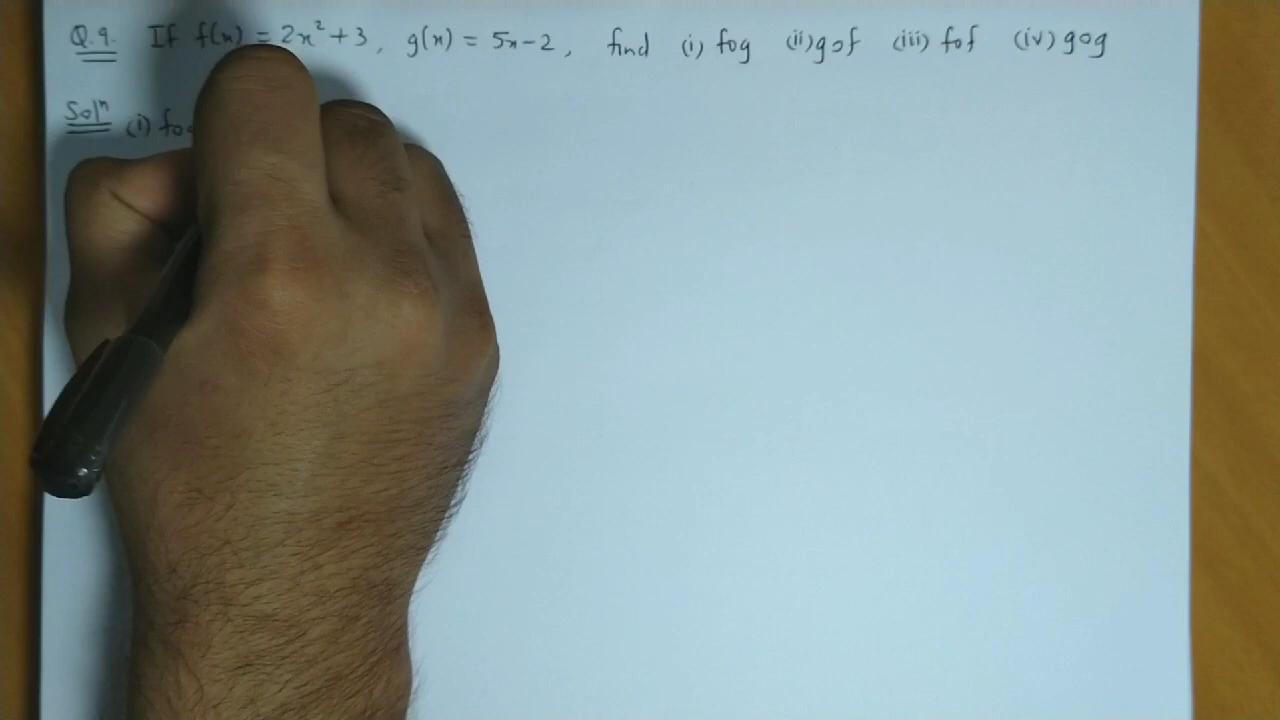 Q.9. If f(x) = 2x² + 3, g(x) = 5x - 2, find (i) fog (ii) gof (iii) fof (iv) gog
Solⁿ (i) fo